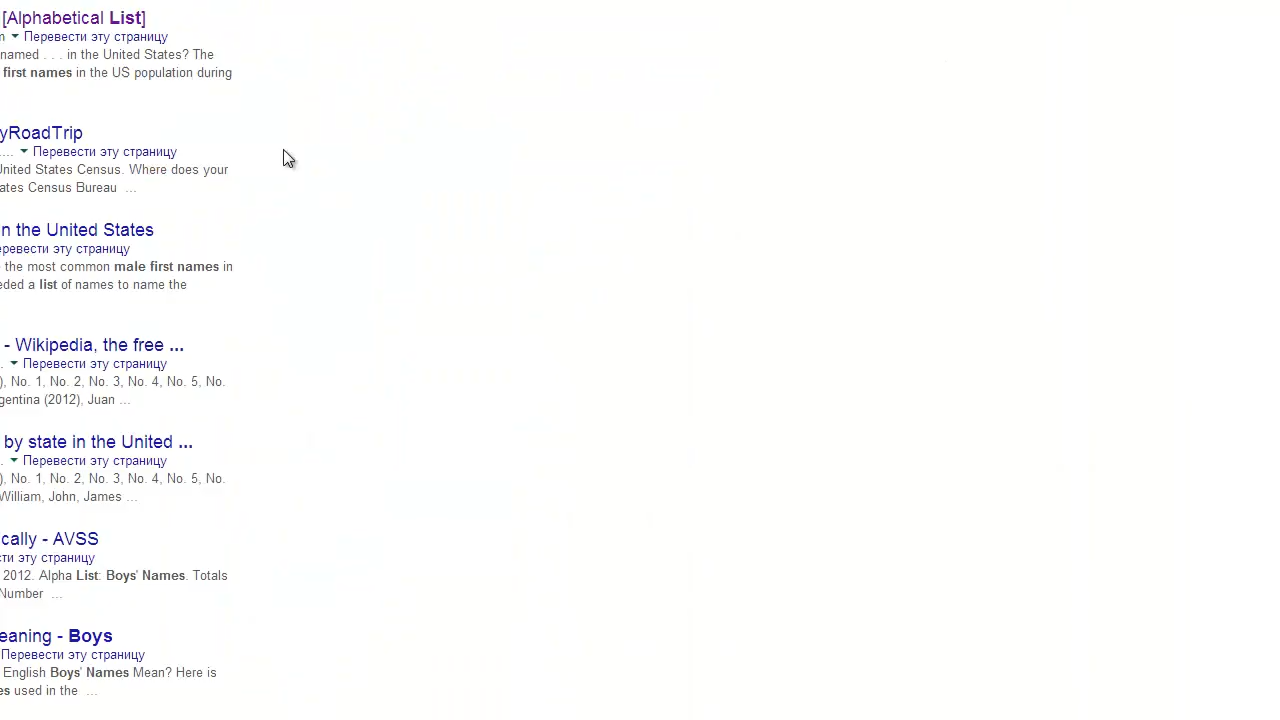 [Alphabetical List]
Перевести эту страницу
named . . . in the United States? The
first names in the US population during
yRoadTrip
.... Перевести эту страницу
United States Census. Where does your
ates Census Bureau ...
n the United States
еревести эту страницу
the most common male first names in
eded a list of names to name the
- Wikipedia, the free ...
. Перевести эту страницу
), No. 1, No. 2, No. 3, No. 4, No. 5, No.
gentina (2012), Juan ...
by state in the United ...
. Перевести эту страницу
), No. 1, No. 2, No. 3, No. 4, No. 5, No.
William, John, James ...
cally - AVSS
сти эту страницу
2012. Alpha List: Boys' Names. Totals
Number ...
eaning - Boys
Перевести эту страницу
English Boys' Names Mean? Here is
es used in the ...